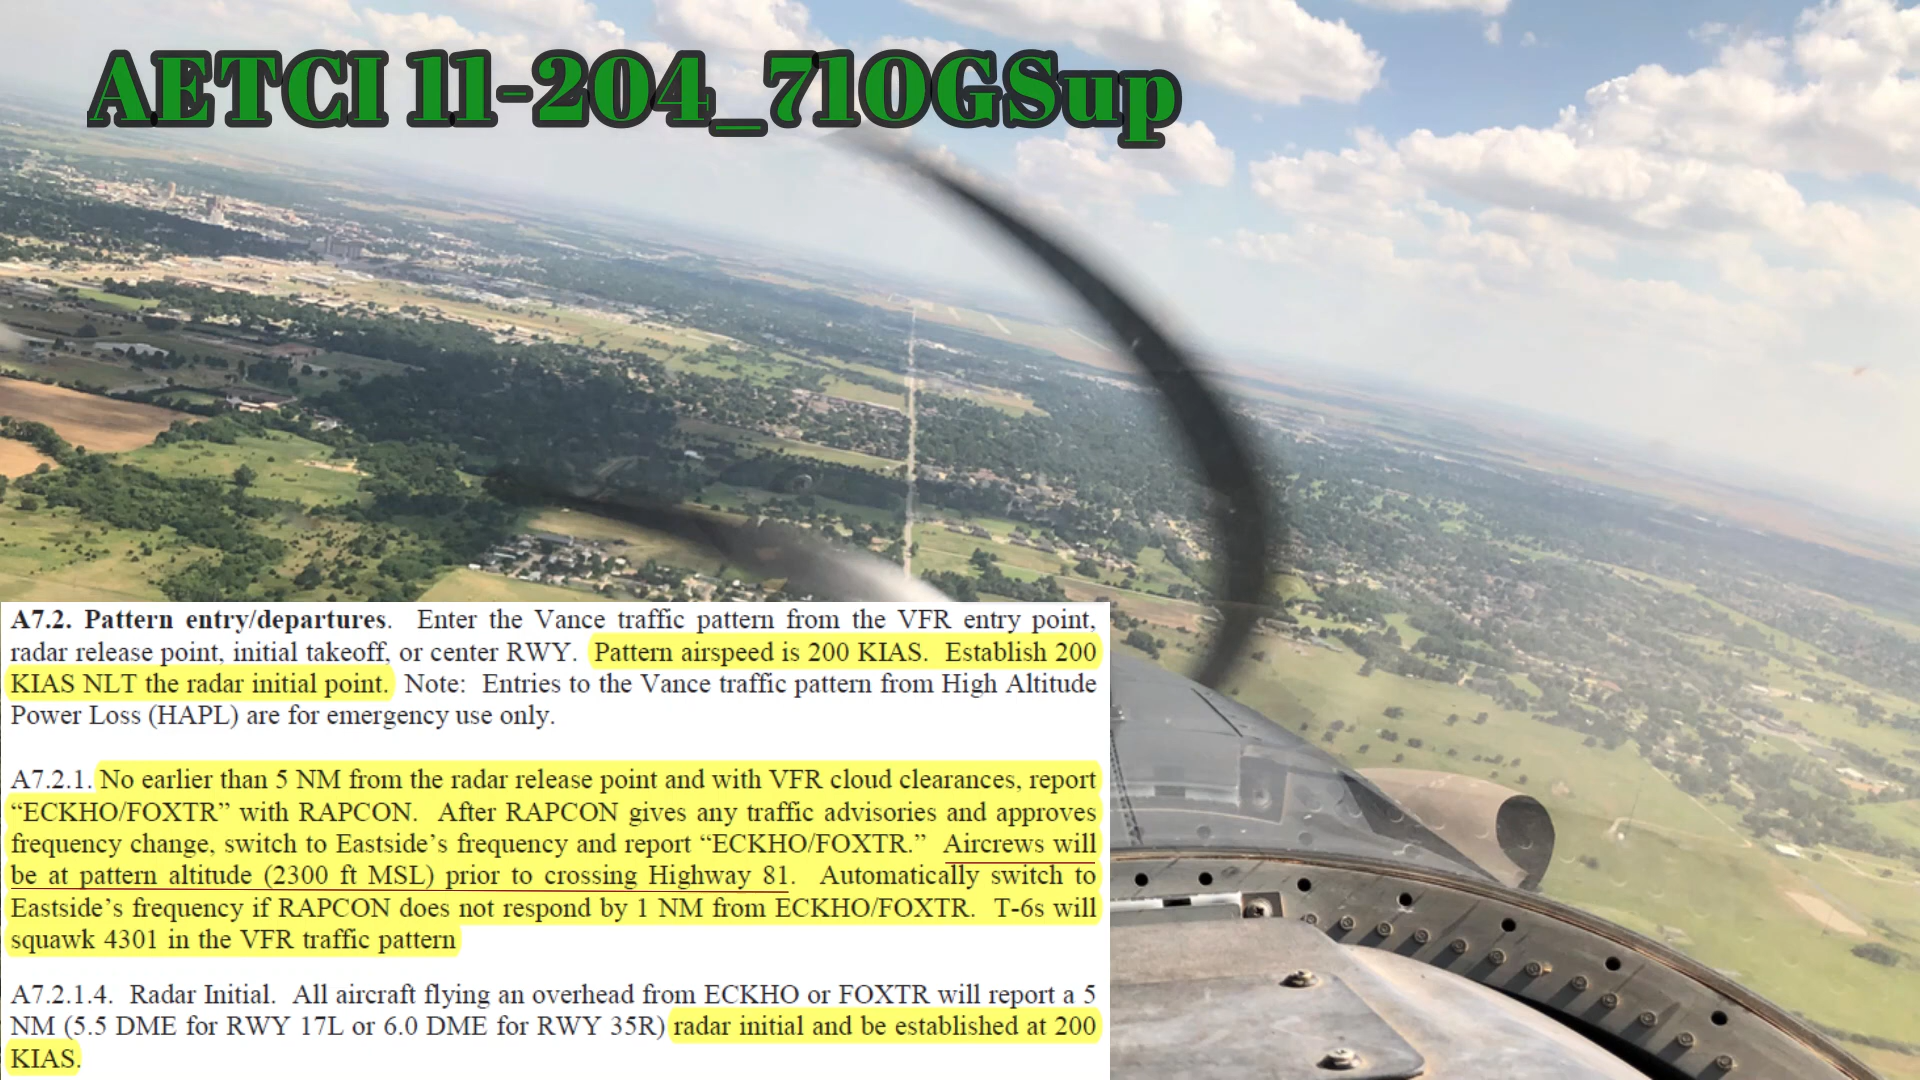 AETCI 11-204_71OGSup
A7.2. Pattern entry/departures. Enter the Vance traffic pattern from the VFR entry point,
radar release point, initial takeoff, or center RWY. Pattern airspeed is 200 KIAS. Establish 200
KIAS NLT the radar initial point. Note: Entries to the Vance traffic pattern from High Altitude
Power Loss (HAPL) are for emergency use only.
A7.2.1. No earlier than 5 NM from the radar release point and with VFR cloud clearances, report
“ECKHO/FOXTR” with RAPCON. After RAPCON gives any traffic advisories and approves
frequency change, switch to Eastside’s frequency and report “ECKHO/FOXTR.” Aircrews will
be at pattern altitude (2300 ft MSL) prior to crossing Highway 81. Automatically switch to
Eastside’s frequency if RAPCON does not respond by 1 NM from ECKHO/FOXTR. T-6s will
squawk 4301 in the VFR traffic pattern
A7.2.1.4. Radar Initial. All aircraft flying an overhead from ECKHO or FOXTR will report a 5
NM (5.5 DME for RWY 17L or 6.0 DME for RWY 35R) radar initial and be established at 200
KIAS.